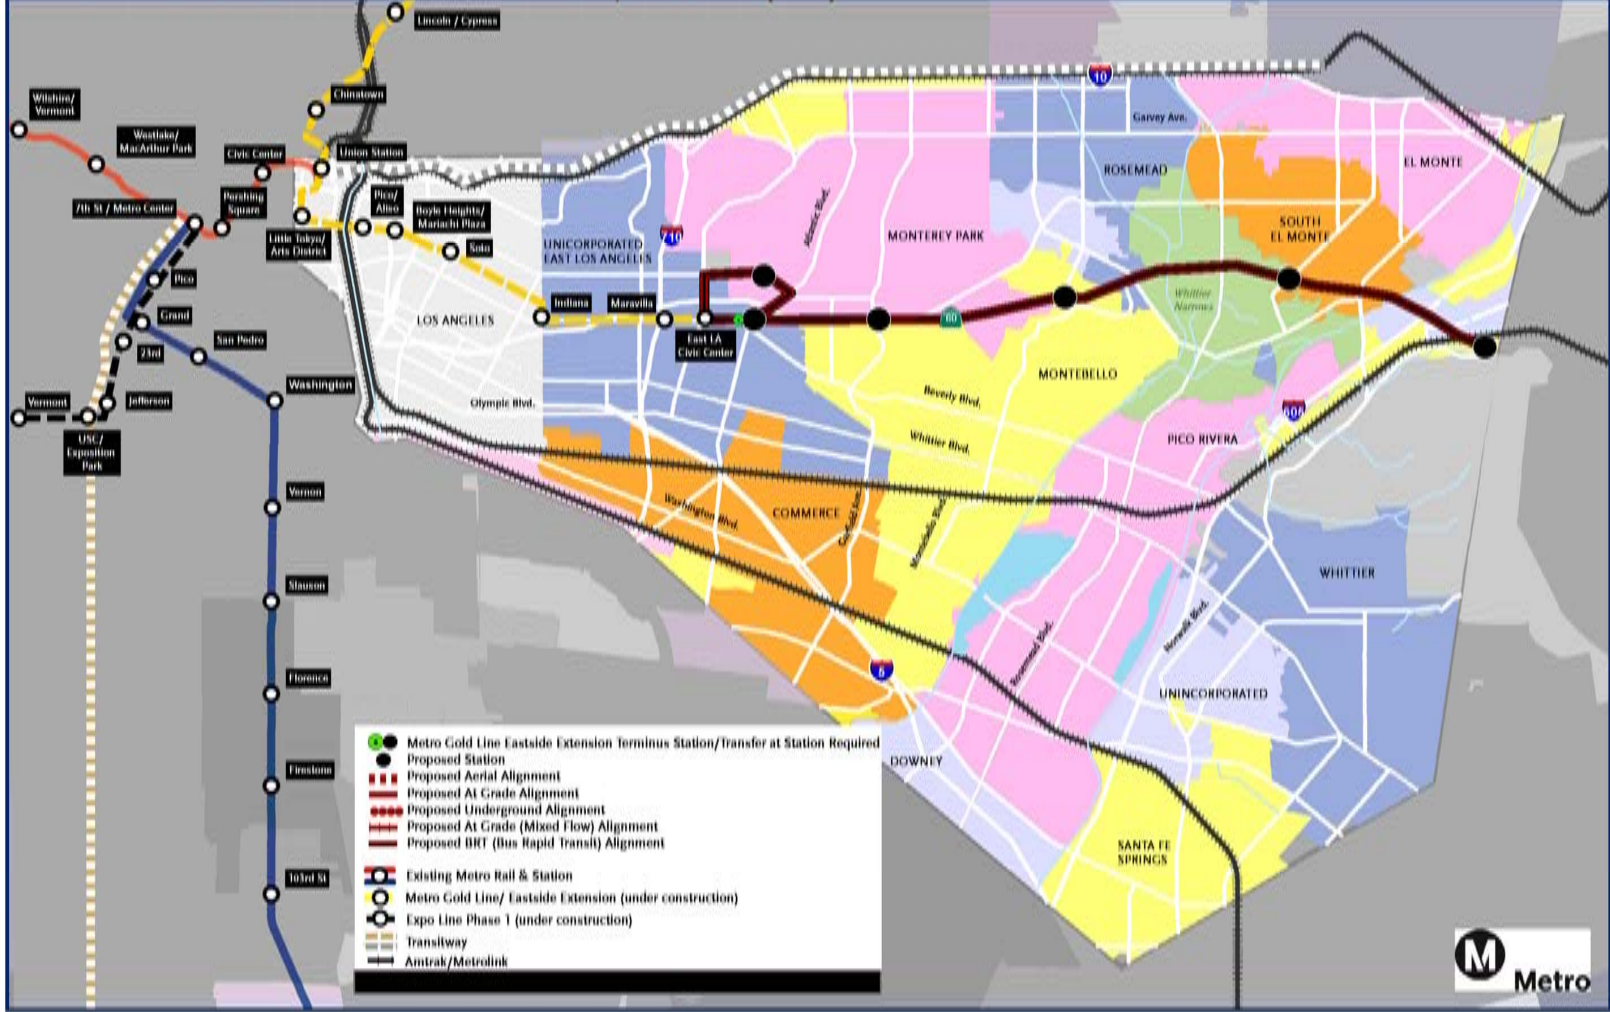 Lincoln / Cypress
Chinatown
Wilshire/
Vermont
Westlake/
MacArthur Park
Civic Center
Union Station
7th St / Metro Center
Pershing
Square
Pico/
Aliso
Boyle Heights/
Mariachi Plaza
Little Tokyo/
Arts District
Soto
Pico
Grand
23rd
San Pedro
Indiana
Maravilla
East LA
Civic Center
Vermont
Jefferson
Washington
USC/
Exposition
Park
Vernon
Slauson
Florence
Firestone
103rd St
10
Garvey Ave.
ROSEMEAD
EL MONTE
SOUTH
EL MONTE
710
UNICORPORATED
EAST LOS ANGELES
Atlantic Blvd.
MONTEREY PARK
Whittier
Narrows
LOS ANGELES
60
MONTEBELLO
Olympic Blvd.
Beverly Blvd.
Whittier Blvd.
605
PICO RIVERA
Washington Blvd.
COMMERCE
Garfield Ave.
Montebello Blvd.
WHITTIER
Norwalk Blvd.
Rosemead Blvd.
5
UNINCORPORATED
DOWNEY
SANTA FE
SPRINGS
Metro Gold Line Eastside Extension Terminus Station/Transfer at Station Required
Proposed Station
Proposed Aerial Alignment
Proposed At Grade Alignment
Proposed Underground Alignment
Proposed At Grade (Mixed Flow) Alignment
Proposed BRT (Bus Rapid Transit) Alignment
Existing Metro Rail & Station
Metro Gold Line/ Eastside Extension (under construction)
Expo Line Phase 1 (under construction)
Transitway
Amtrak/Metrolink
M
Metro